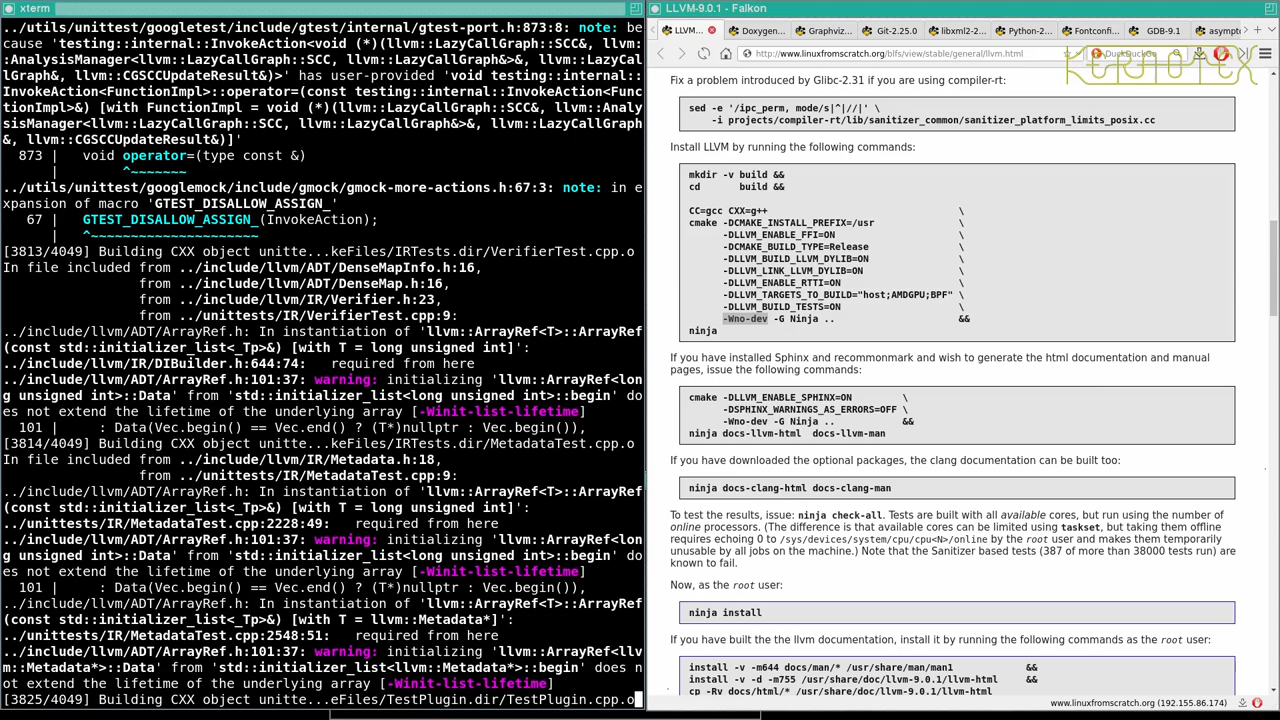 xterm
../utils/unittest/googletest/include/gtest/internal/gtest-port.h:873:8: note: be
cause 'testing::internal::InvokeAction<void (*)(llvm::LazyCallGraph::SCC&, llvm:
:AnalysisManager<llvm::LazyCallGraph::SCC, llvm::LazyCallGraph&>&, llvm::LazyCal
lGraph&, llvm::CGSCCUpdateResult&)>' has user-provided 'void testing::internal::
InvokeAction<FunctionImpl>::operator=(const testing::internal::InvokeAction<Func
tionImpl>&) [with FunctionImpl = void (*)(llvm::LazyCallGraph::SCC&, llvm::Analy
sisManager<llvm::LazyCallGraph::SCC, llvm::LazyCallGraph&>&, llvm::LazyCallGraph
&, llvm::CGSCCUpdateResult&)]'
873 |     void operator=(type const &)
|          ^~~~~~~~
../utils/unittest/googlemock/include/gmock/gmock-more-actions.h:67:3: note: in e
xpansion of macro 'GTEST_DISALLOW_ASSIGN_'
67 |   GTEST_DISALLOW_ASSIGN_(InvokeAction);
|   ^~~~~~~~~~~~~~~~~~~~~~
[3813/4049] Building CXX object unitte...keFiles/IRTests.dir/VerifierTest.cpp.o
In file included from ../include/llvm/ADT/DenseMapInfo.h:16,
from ../include/llvm/ADT/DenseMap.h:16,
from ../include/llvm/IR/Verifier.h:23,
from ../unittests/IR/VerifierTest.cpp:9:
../include/llvm/ADT/ArrayRef.h: In instantiation of 'llvm::ArrayRef<T>::ArrayRef
(const std::initializer_list<_Tp>&) [with T = long unsigned int]':
../include/llvm/IR/DIBuilder.h:644:74:   required from here
../include/llvm/ADT/ArrayRef.h:101:37: warning: initializing 'llvm::ArrayRef<lon
g unsigned int>::Data' from 'std::initializer_list<long unsigned int>::begin' do
es not extend the lifetime of the underlying array [-Winit-list-lifetime]
101 |     : Data(Vec.begin() == Vec.end() ? (T*)nullptr : Vec.begin()),
[3814/4049] Building CXX object unitte...keFiles/IRTests.dir/MetadataTest.cpp.o
In file included from ../include/llvm/IR/Metadata.h:18,
from ../unittests/IR/MetadataTest.cpp:9:
../include/llvm/ADT/ArrayRef.h: In instantiation of 'llvm::ArrayRef<T>::ArrayRef
(const std::initializer_list<_Tp>&) [with T = long unsigned int]':
../unittests/IR/MetadataTest.cpp:2228:49:   required from here
../include/llvm/ADT/ArrayRef.h:101:37: warning: initializing 'llvm::ArrayRef<lon
g unsigned int>::Data' from 'std::initializer_list<long unsigned int>::begin' do
es not extend the lifetime of the underlying array [-Winit-list-lifetime]
101 |     : Data(Vec.begin() == Vec.end() ? (T*)nullptr : Vec.begin()),
../include/llvm/ADT/ArrayRef.h: In instantiation of 'llvm::ArrayRef<T>::ArrayRef
(const std::initializer_list<_Tp>&) [with T = llvm::Metadata*]':
../unittests/IR/MetadataTest.cpp:2548:51:   required from here
../include/llvm/ADT/ArrayRef.h:101:37: warning: initializing 'llvm::ArrayRef<llv
m::Metadata*>::Data' from 'std::initializer_list<llvm::Metadata*>::begin' does n
ot extend the lifetime of the underlying array [-Winit-list-lifetime]
[3825/4049] Building CXX object unitte...eFiles/TestPlugin.dir/TestPlugin.cpp.o
LLVM-9.0.1 - Falkon
LLVM... Doxygen... Graphviz... Git-2.25.0 libxml2-... Python-2... Fontconfi... GDB-9.1 asympto
http://www.linuxfromscratch.org/blfs/view/stable/general/llvm.html
DuckDuckGo
Fix a problem introduced by Glibc-2.31 if you are using compiler-rt:
sed -e '/ipc_perm, mode/s|^|//|' \
-i projects/compiler-rt/lib/sanitizer_common/sanitizer_platform_limits_posix.cc
Install LLVM by running the following commands:
mkdir -v build &&
cd       build &&
CC=gcc CXX=g++ \
cmake -DCMAKE_INSTALL_PREFIX=/usr \
-DLLVM_ENABLE_FFI=ON \
-DCMAKE_BUILD_TYPE=Release \
-DLLVM_BUILD_LLVM_DYLIB=ON \
-DLLVM_LINK_LLVM_DYLIB=ON \
-DLLVM_ENABLE_RTTI=ON \
-DLLVM_TARGETS_TO_BUILD="host;AMDGPU;BPF" \
-DLLVM_BUILD_TESTS=ON \
-Wno-dev -G Ninja .. &&
ninja
If you have installed Sphinx and recommonmark and wish to generate the html documentation and manual
pages, issue the following commands:
cmake -DLLVM_ENABLE_SPHINX=ON \
-DSPHINX_WARNINGS_AS_ERRORS=OFF \
-Wno-dev -G Ninja .. &&
ninja docs-llvm-html  docs-llvm-man
If you have downloaded the optional packages, the clang documentation can be built too:
ninja docs-clang-html docs-clang-man
To test the results, issue: ninja check-all. Tests are built with all available cores, but run using the number of
online processors. (The difference is that available cores can be limited using taskset, but taking them offline
requires echoing 0 to /sys/devices/system/cpu/cpu<N>/online by the root user and makes them temporarily
unusable by all jobs on the machine.) Note that the Sanitizer based tests (387 of more than 38000 tests run) are
known to fail.
Now, as the root user:
ninja install
If you have built the the llvm documentation, install it by running the following commands as the root user:
install -v -m644 docs/man/* /usr/share/man/man1 &&
install -v -d -m755 /usr/share/doc/llvm-9.0.1/llvm-html &&
cp -Rv docs/html/* /usr/share/doc/llvm-9.0.1/llvm-html
www.linuxfromscratch.org (192.155.86.174)